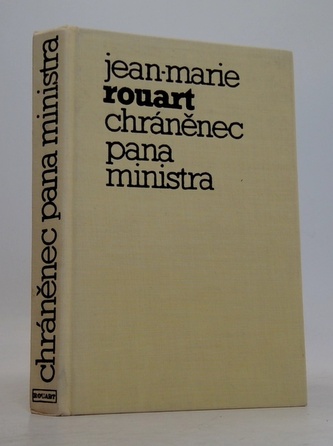 jean-marie
rouart
chráněnec
pana
ministra
chráněnec pana ministra
ROUART